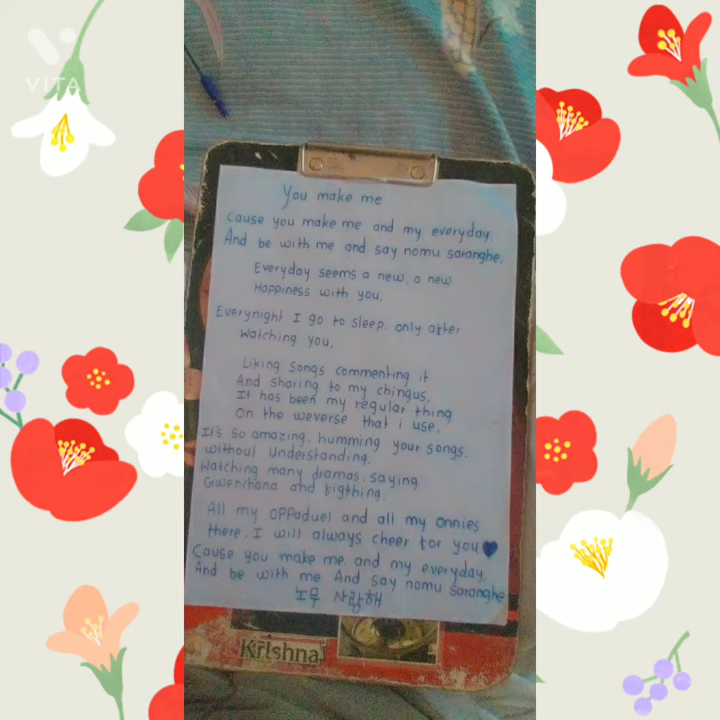 VITA
You make me
Cause you make me and my everyday.
And be with me and say nomu saranghe.
Everyday seems a new, a new
Happiness with you.
Everynight I go to sleep. only after
Watching you,
Liking songs commenting it
And sharing to my chingus,
It has been my regular thing
On the weverse that i use,
It's so amazing. humming your songs.
without Understanding.
Watching many dramas. saying
Gwenchana and figthing.
All my oppaduel and all my Onnies
there. I will always cheer for you
Cause you make me. and my everyday,
And be with me And say nomu saranghe
노무 사랑해
Krishna